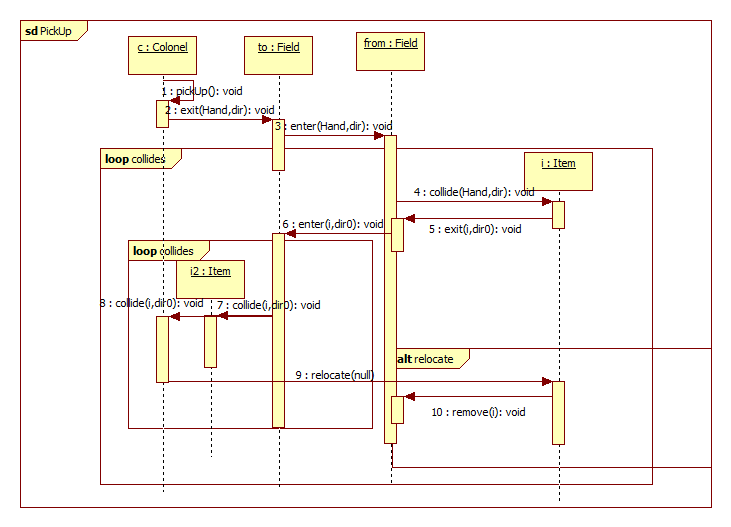 sd PickUp
c : Colonel
to : Field
from : Field
1 : pickUp(): void
2 : exit(Hand,dir): void
3 : enter(Hand,dir): void
loop collides
i : Item
4 : collide(Hand,dir): void
5 : exit(i,dir0): void
6 : enter(i,dir0): void
loop collides
i2 : Item
8 : collide(i,dir0): void
7 : collide(i,dir0): void
alt relocate
9 : relocate(null)
10 : remove(i): void